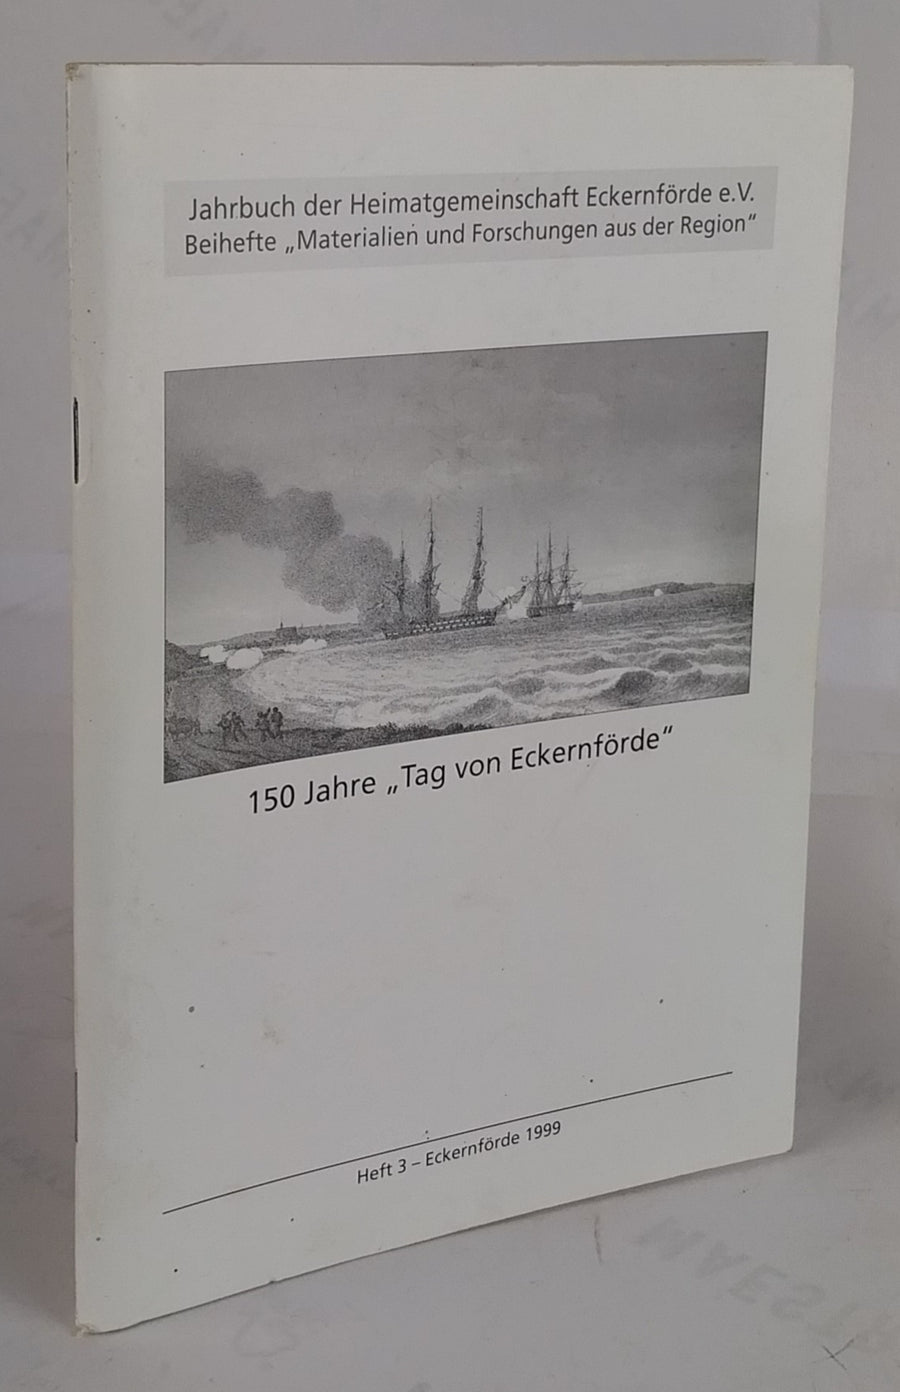 Jahrbuch der Heimatgemeinschaft Eckernförde e.V.
Beihefte „Materialien und Forschungen aus der Region“
150 Jahre „Tag von Eckernförde“
Heft 3 – Eckernförde 1999